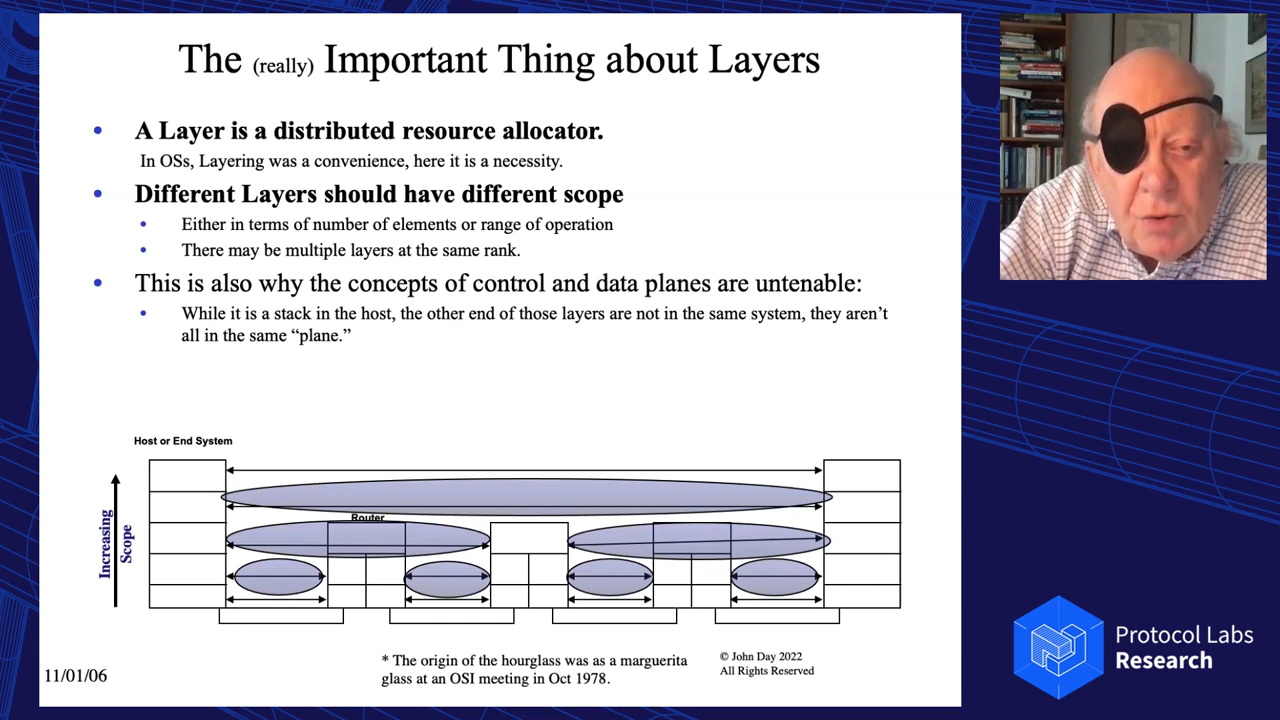 The (really) Important Thing about Layers
• A Layer is a distributed resource allocator.
In OSs, Layering was a convenience, here it is a necessity.
• Different Layers should have different scope
• Either in terms of number of elements or range of operation
• There may be multiple layers at the same rank.
• This is also why the concepts of control and data planes are untenable:
• While it is a stack in the host, the other end of those layers are not in the same system, they aren’t
all in the same “plane.”
Host or End System
Increasing
Scope
Router
* The origin of the hourglass was as a marguerita
glass at an OSI meeting in Oct 1978.
© John Day 2022
All Rights Reserved
11/01/06
Protocol Labs
Research